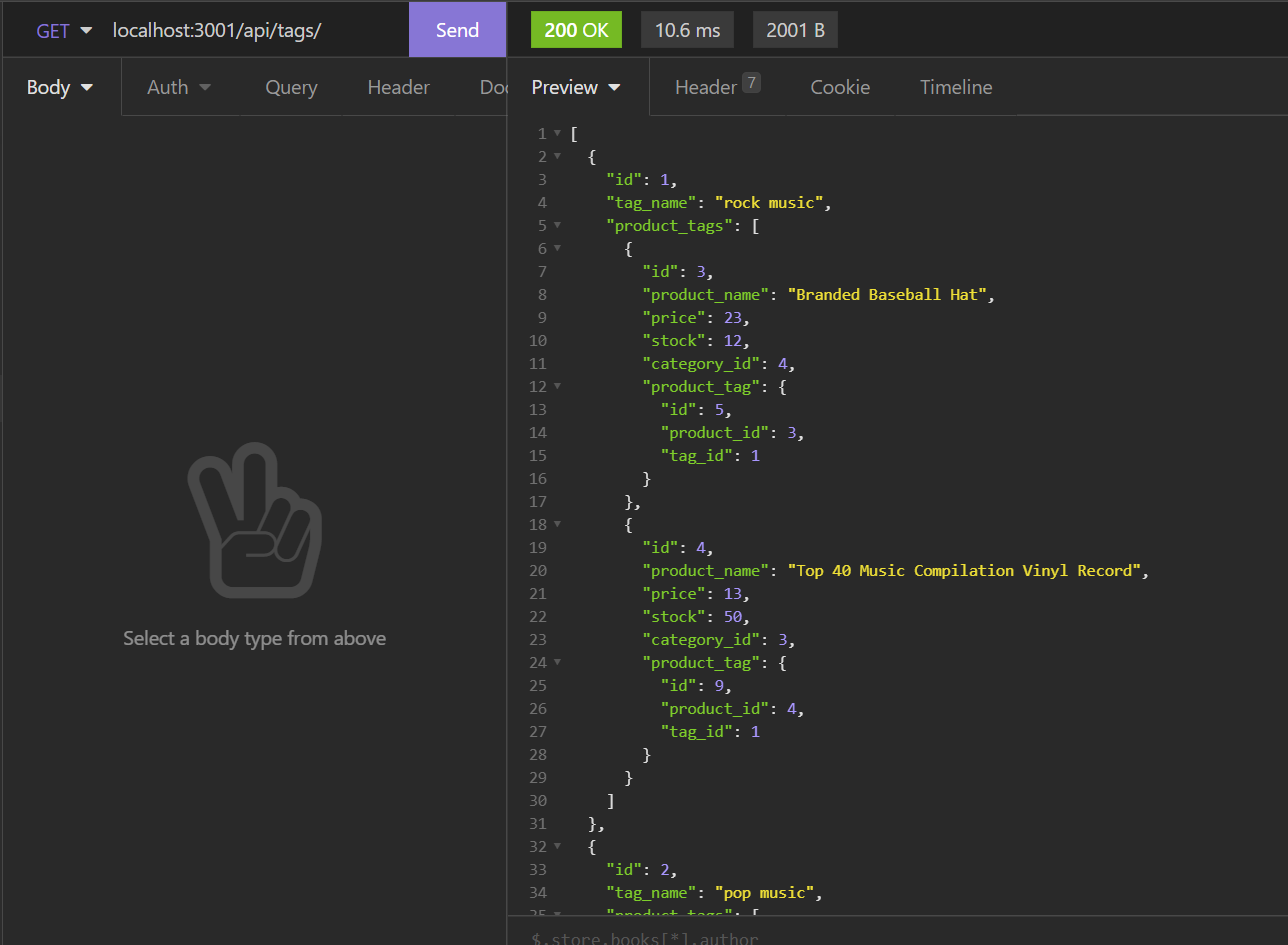 GET localhost:3001/api/tags/ Send 200 OK 10.6 ms 2001 B
Body Auth Query Header Doc Preview Header 7 Cookie Timeline
1 [
2 {
3 "id": 1,
4 "tag_name": "rock music",
5 "product_tags": [
6 {
7 "id": 3,
8 "product_name": "Branded Baseball Hat",
9 "price": 23,
10 "stock": 12,
11 "category_id": 4,
12 "product_tag": {
13 "id": 5,
14 "product_id": 3,
15 "tag_id": 1
16 }
17 },
18 {
19 "id": 4,
20 "product_name": "Top 40 Music Compilation Vinyl Record",
21 "price": 13,
22 "stock": 50,
23 "category_id": 3,
24 "product_tag": {
25 "id": 9,
26 "product_id": 4,
27 "tag_id": 1
28 }
29 }
30 ]
31 },
32 {
33 "id": 2,
34 "tag_name": "pop music",
35 "product_tags": [
Select a body type from above
$.store.books[*].author